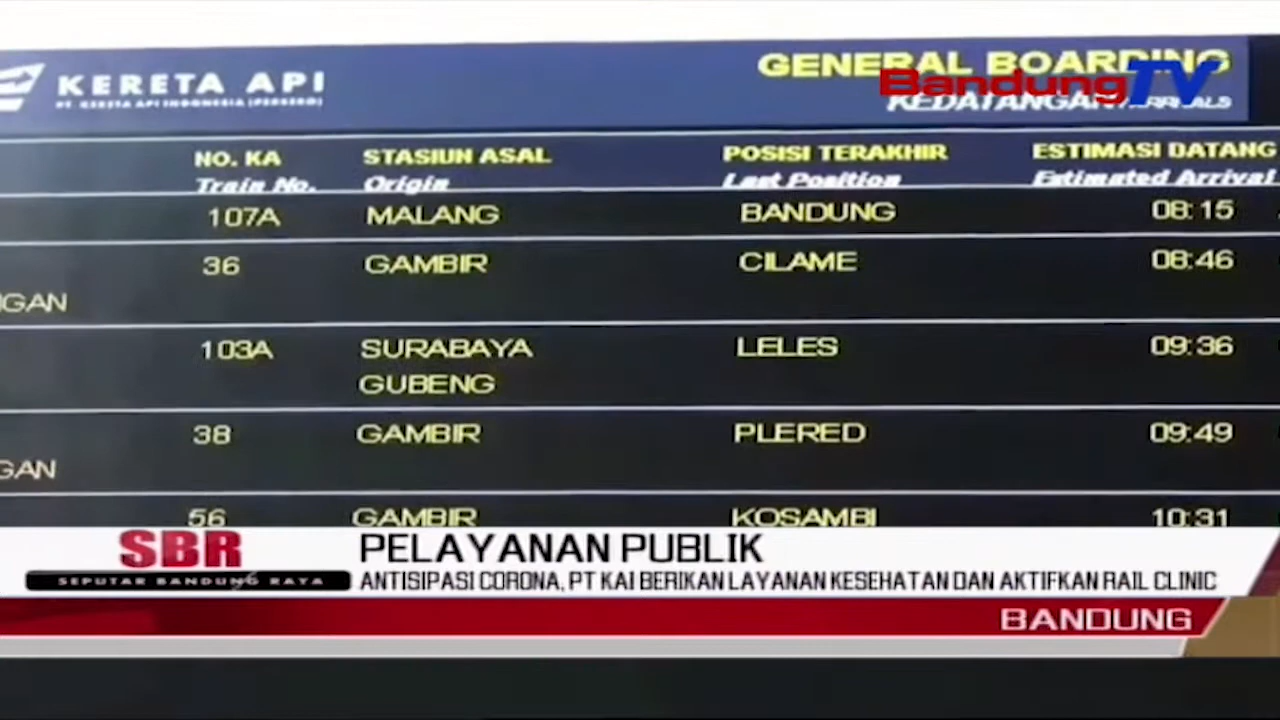 KERETA API
PT. KERETA API INDONESIA (PERSERO)
GENERAL BOARDING
BandungTV
KEDATANGAN / ARRIVALS
NO. KA STASIUN ASAL POSISI TERAKHIR ESTIMASI DATANG
Train No. Origin Last Position Estimated Arrival
107A MALANG BANDUNG 08:15
36 GAMBIR CILAME 08:46
103A SURABAYA LELES 09:36
GUBENG
38 GAMBIR PLERED 09:49
56 GAMBIR KOSAMBI 10:31
SBR
SEPUTAR BANDUNG RAYA
PELAYANAN PUBLIK
ANTISIPASI CORONA, PT KAI BERIKAN LAYANAN KESEHATAN DAN AKTIFKAN RAIL CLINIC
BANDUNG